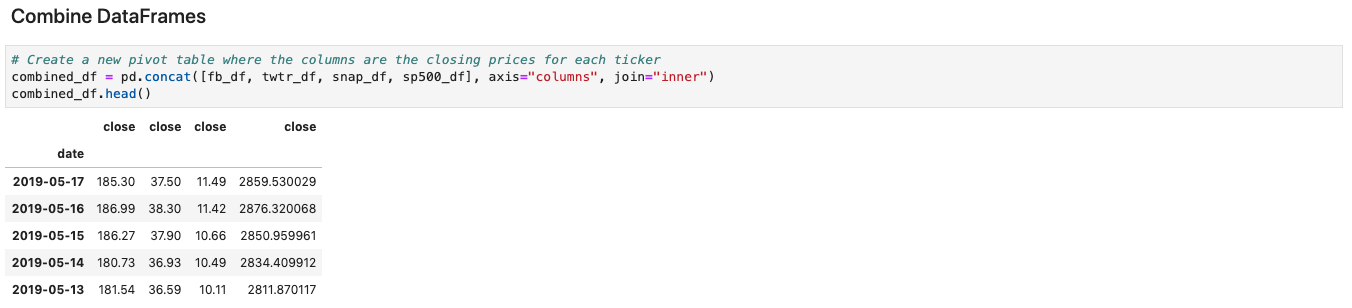 Combine DataFrames
# Create a new pivot table where the columns are the closing prices for each ticker
combined_df = pd.concat([fb_df, twtr_df, snap_df, sp500_df], axis="columns", join="inner")
combined_df.head()
close close close close
date
2019-05-17 185.30 37.50 11.49 2859.530029
2019-05-16 186.99 38.30 11.42 2876.320068
2019-05-15 186.27 37.90 10.66 2850.959961
2019-05-14 180.73 36.93 10.49 2834.409912
2019-05-13 181.54 36.59 10.11 2811.870117